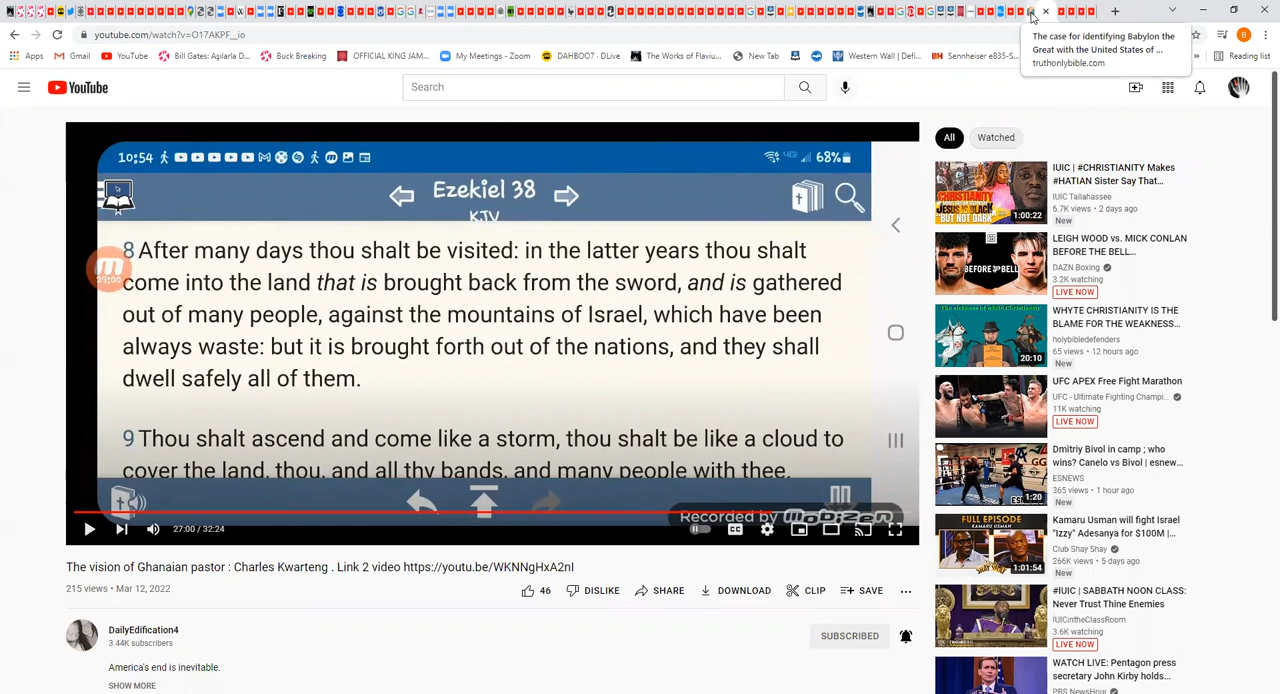 The case for identifying Babylon the
Great with the United States of ...
truthonlybible.com
youtube.com/watch?v=O17AKPF_io
Apps
Gmail
YouTube
Bill Gates: Aşılarla D...
Buck Breaking
OFFICIAL KING JAM...
My Meetings - Zoom
DAHBOO7 • DLive
The Works of Flaviu...
New Tab
Western Wall | Defi...
Sennheiser e835-S...
»
Reading list
B
YouTube
Search
10:54
68%
Ezekiel 38
KJV
8 After many days thou shalt be visited: in the latter years thou shalt
come into the land that is brought back from the sword, and is gathered
out of many people, against the mountains of Israel, which have been
always waste: but it is brought forth out of the nations, and they shall
dwell safely all of them.
9 Thou shalt ascend and come like a storm, thou shalt be like a cloud to
cover the land, thou, and all thy bands, and many people with thee.
Recorded by Mobizen
27:00 / 32:24
The vision of Ghanaian pastor : Charles Kwartang . Link 2 video: https://youtu.be/WKNNgHxA2nI
215 views • Mar 12, 2022
46
DISLIKE
SHARE
DOWNLOAD
CLIP
SAVE
DailyEdification4
3.44K subscribers
SUBSCRIBED
America's end is inevitable.
SHOW MORE
All
Watched
IUIC | #CHRISTIANITY Makes
#HATIAN Sister Say That...
IUIC Tallahassee
6.7K views • 2 days ago
New
CHRISTIANITY
JESUS IS BLACK
BUT NOT DARK
1:00:22
LEIGH WOOD vs. MICK CONLAN
BEFORE THE BELL...
DAZN Boxing
3.2K watching
LIVE NOW
WHYTE CHRISTIANITY IS THE
BLAME FOR THE WEAKNESS...
holybibledefenders
65 views • 12 hours ago
New
The sickness of white Christianity
20:10
UFC APEX Free Fight Marathon
UFC - Ultimate Fighting Champi...
11K watching
LIVE NOW
Dmitriy Bivol in camp ; who
wins? Canelo vs Bivol | esnew...
ESNEWS
365 views • 1 hour ago
New
1:20
Kamaru Usman will fight Israel
"Izzy" Adesanya for $100M |...
Club Shay Shay
266K views • 5 days ago
New
FULL EPISODE
1:01:54
#IUIC | SABBATH NOON CLASS:
Never Trust Thine Enemies
IUICintheClassRoom
3.6K watching
LIVE NOW
WATCH LIVE: Pentagon press
secretary John Kirby holds...
PBS NewsHour